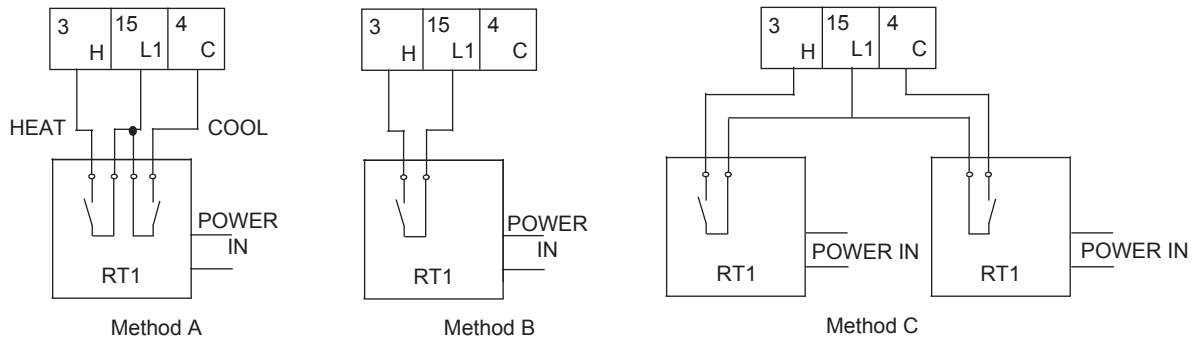 3 H 15 L1 4 C
HEAT COOL
POWER IN
RT1
Method A
3 H 15 L1 4 C
POWER IN
RT1
Method B
3 H 15 L1 4 C
POWER IN
RT1
POWER IN
RT1
Method C